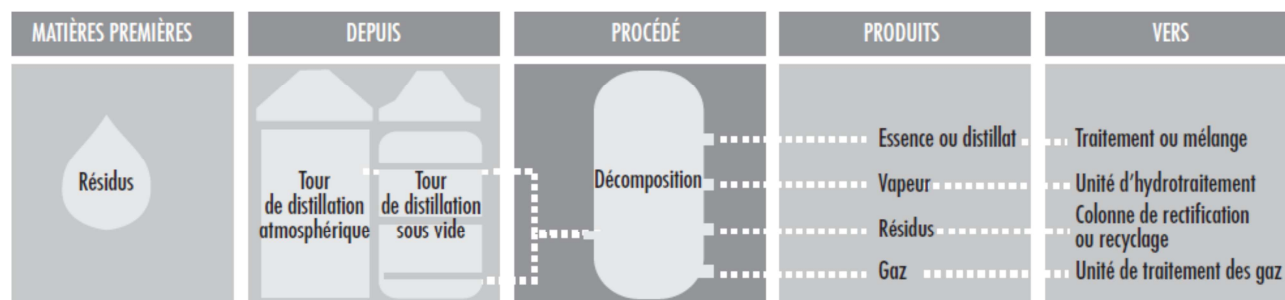 MATIÈRES PREMIÈRES
DEPUIS
PROCÉDÉ
PRODUITS
VERS
Résidus
Tour
de distillation
atmosphérique
Tour
de distillation
sous vide
Décomposition
Essence ou distillat
Vapeur
Résidus
Gaz
Traitement ou mélange
Unité d’hydrotraitement
Colonne de rectification
ou recyclage
Unité de traitement des gaz